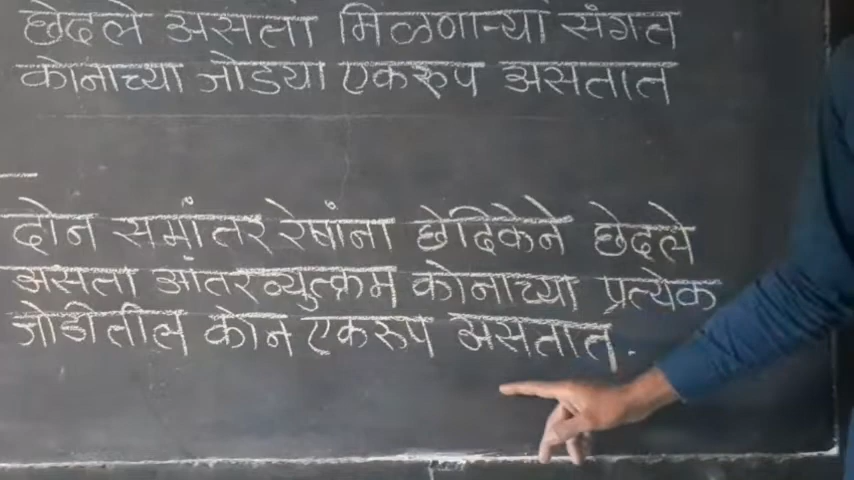 छेदले असता मिळणाऱ्या संगत
कोनाच्या जोड्या एकरूप असतात
दोन समांतर रेषांना छेदिकेने छेदले
असता आंतरव्युत्क्रम कोनाच्या प्रत्येक
जोडीतील कोन एकरूप असतात.